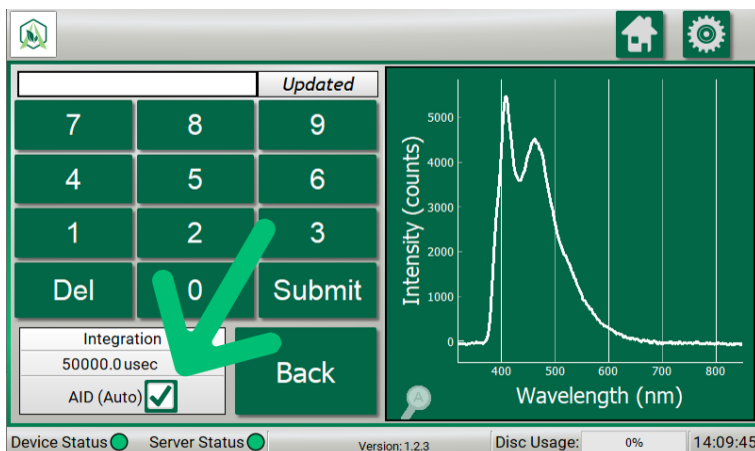 Updated
7 8 9
4 5 6
1 2 3
Del 0 Submit
Integration
50000.0 usec
AID (Auto)
Back
Intensity (counts)
5000
4000
3000
2000
1000
0
400 500 600 700 800
Wavelength (nm)
A
Device Status Server Status Version: 1.2.3 Disc Usage: 0% 14:09:45